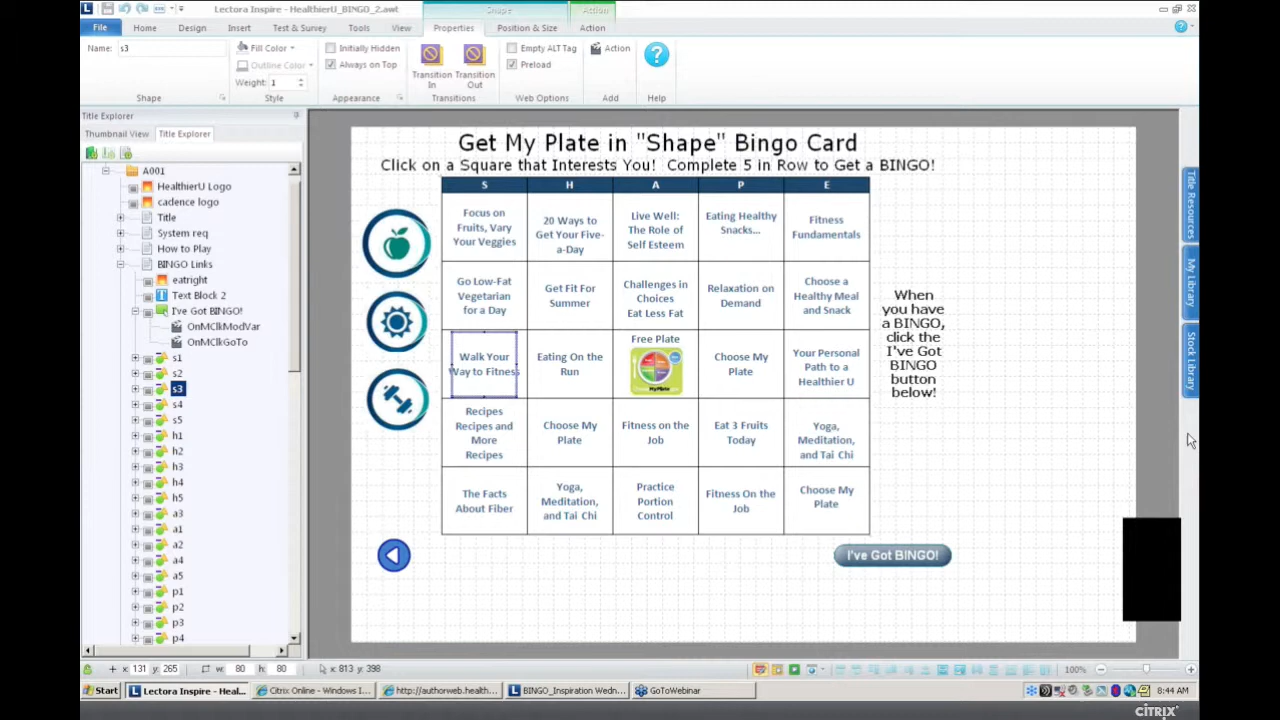 Lectora Inspire - HealthierU_BINGO_2.awt
Shape
Action
File
Home
Design
Insert
Test & Survey
Tools
View
Properties
Position & Size
Action
Name: s3
Fill Color
Outline Color
Weight: 1
Initially Hidden
Always on Top
Transition In
Transition Out
Empty ALT Tag
Preload
Action
Help
Shape
Style
Appearance
Transitions
Web Options
Add
Help
Title Explorer
Thumbnail View
Title Explorer
A001
HealthierU Logo
cadence logo
Title
System req
How to Play
BINGO Links
eatright
Text Block 2
I've Got BINGO!
OnMClkModVar
OnMClkGoTo
s1
s2
s3
s4
s5
h1
h2
h3
h4
h5
a3
a1
a2
a4
a5
p1
p2
p3
p4
Get My Plate in "Shape" Bingo Card
Click on a Square that Interests You!  Complete 5 in Row to Get a BINGO!
S H A P E
Focus on
Fruits, Vary
Your Veggies
20 Ways to
Get Your Five-
a-Day
Live Well:
The Role of
Self Esteem
Eating Healthy
Snacks...
Fitness
Fundamentals
Go Low-Fat
Vegetarian
for a Day
Get Fit For
Summer
Challenges in
Choices
Eat Less Fat
Relaxation on
Demand
Choose a
Healthy Meal
and Snack
Walk Your
Way to Fitness
Eating On the
Run
Free Plate
MyPlate
Choose My
Plate
Your Personal
Path to a
Healthier U
Recipes
Recipes and
More
Recipes
Choose My
Plate
Fitness on the
Job
Eat 3 Fruits
Today
Yoga,
Meditation,
and Tai Chi
The Facts
About Fiber
Yoga,
Meditation,
and Tai Chi
Practice
Portion
Control
Fitness On the
Job
Choose My
Plate
When
you have
a BINGO,
click the
I've Got
BINGO
button
below!
I've Got BINGO!
Title Resources
My Library
Stock Library
x: 131 y: 265 w: 80 h: 80 x: 813 y: 398
100%
Start
Lectora Inspire - Heal...
Citrix Online - Windows I...
http://authorweb.health...
BINGO_Inspiration Wedn...
GoToWebinar
8:44 AM
CITRIX